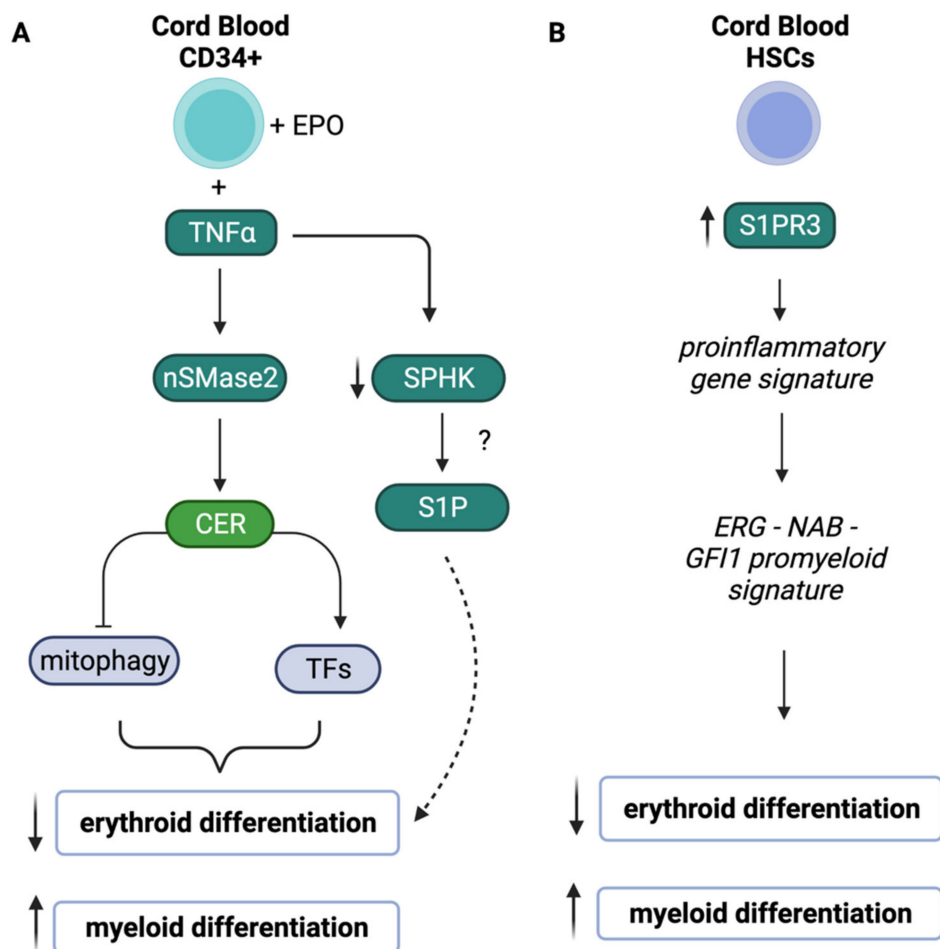 A
Cord Blood
CD34+
+ EPO
+
TNFα
nSMase2
SPHK
?
CER
S1P
mitophagy
TFs
erythroid differentiation
myeloid differentiation
B
Cord Blood
HSCs
S1PR3
proinflammatory
gene signature
ERG - NAB -
GFI1 promyeloid
signature
erythroid differentiation
myeloid differentiation